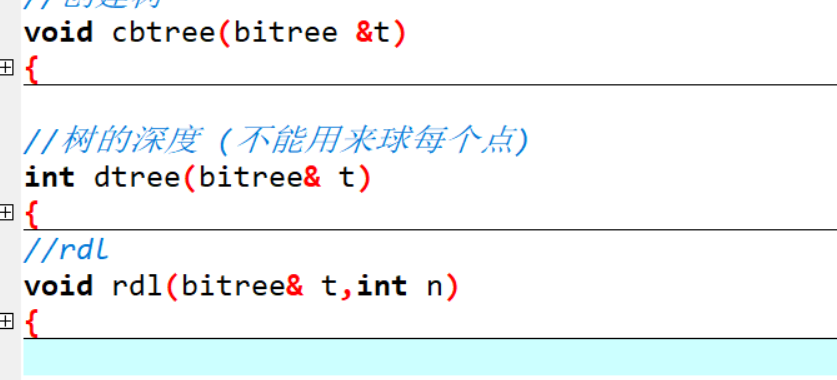 void cbtree(bitree &t)
{
//树的深度 (不能用来球每个点)
int dtree(bitree& t)
{
//rdl
void rdl(bitree& t,int n)
{